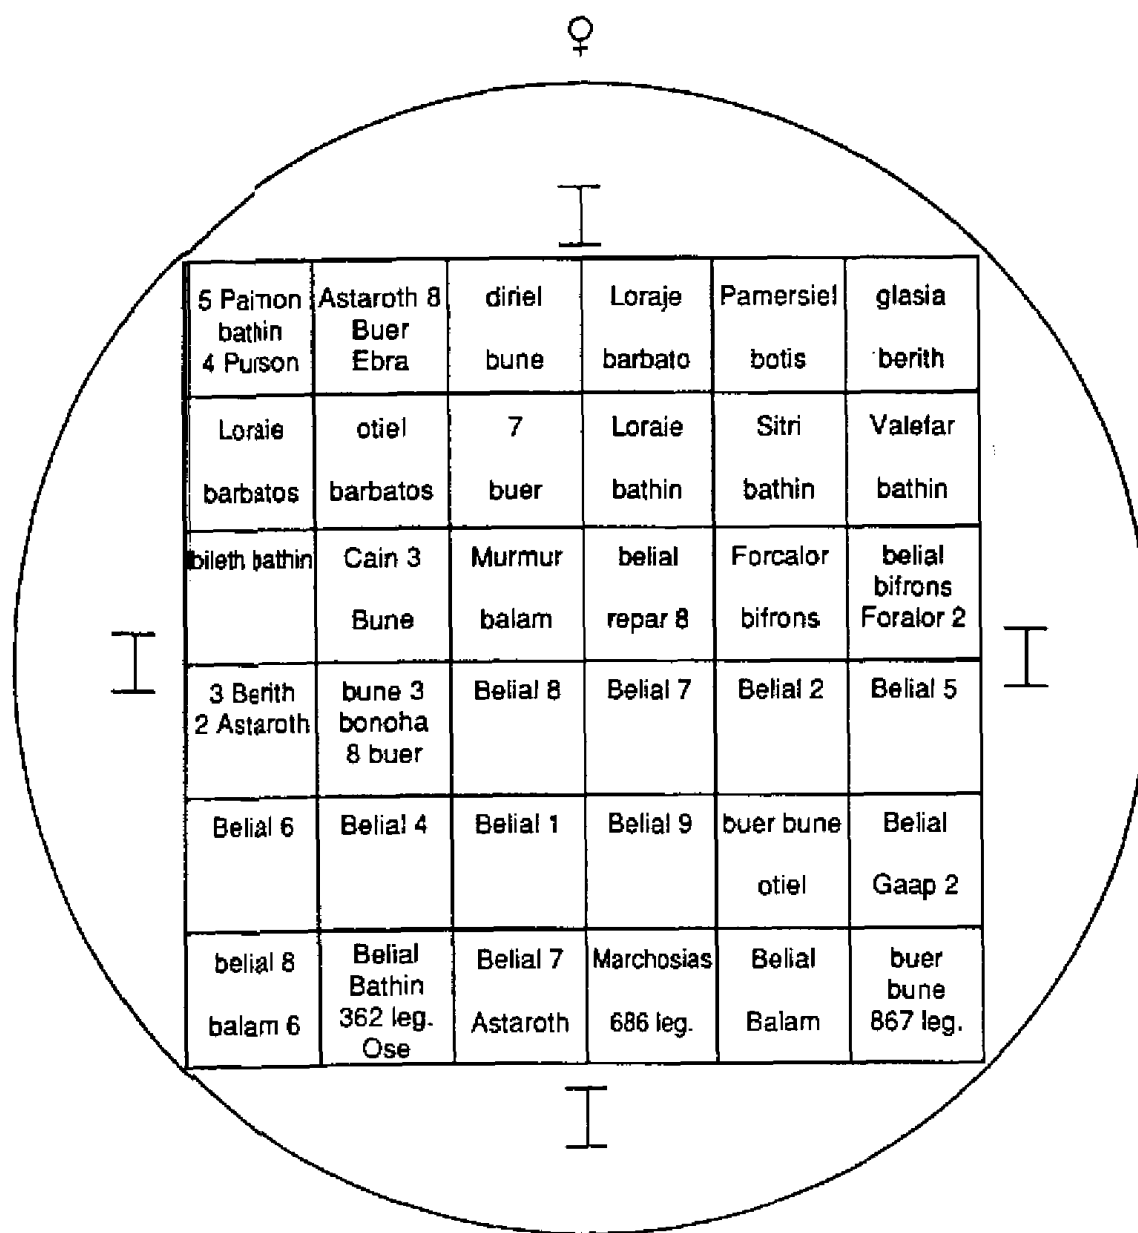 ♀
I
5 Paimon
bathin
4 Purson
Astaroth 8
Buer
Ebra
diriel
bune
Loraje
barbato
Pamersiel
botis
glasia
berith
Loraie
barbatos
otiel
barbatos
7
buer
Loraie
bathin
Sitri
bathin
Valefar
bathin
bileth bathin
Cain 3
Bune
Murmur
balam
belial
repar 8
Forcalor
bifrons
belial
bifrons
Foralor 2
I
I
3 Berith
2 Astaroth
bune 3
bonoha
8 buer
Belial 8
Belial 7
Belial 2
Belial 5
Belial 6
Belial 4
Belial 1
Belial 9
buer bune
otiel
Belial
Gaap 2
belial 8
balam 6
Belial
Bathin
362 leg.
Ose
Belial 7
Astaroth
Marchosias
686 leg.
Belial
Balam
buer
bune
867 leg.
I